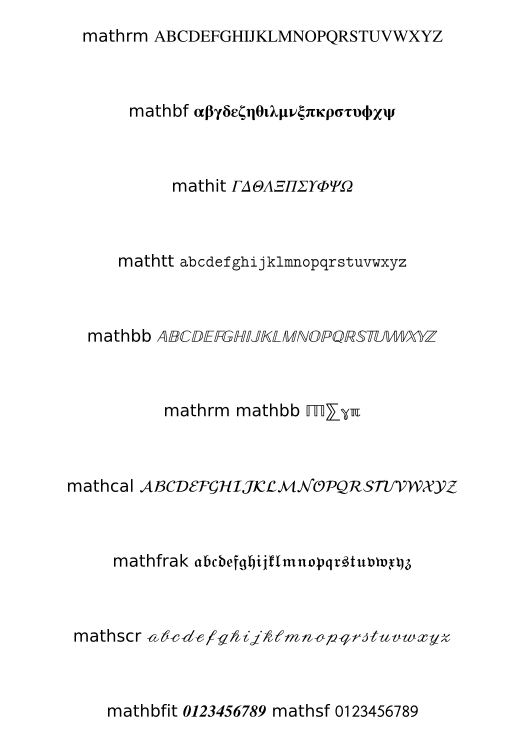 mathrm ABCDEFGHIJKLMNOPQRSTUVWXYZ
mathbf αβγδεζηθιλμνξπκρστυϕχψ
mathit ΓΔΘΛΞΠΣΥΦΨΩ
mathtt abcdefghijklmnopqrstuvwxyz
mathbb ABCDEFGHIJKLMNOPQRSTUVWXYZ
mathrm mathbb ℾℿ⅀ℽℼ
mathcal ABCDEFGHIJKLMNOPQRSTUVWXYZ
mathfrak abcdefghijklmnopqrstuvwxyz
mathscr abcdefghijklmnopqrstuvwxyz
mathbfit 0123456789 mathsf 0123456789